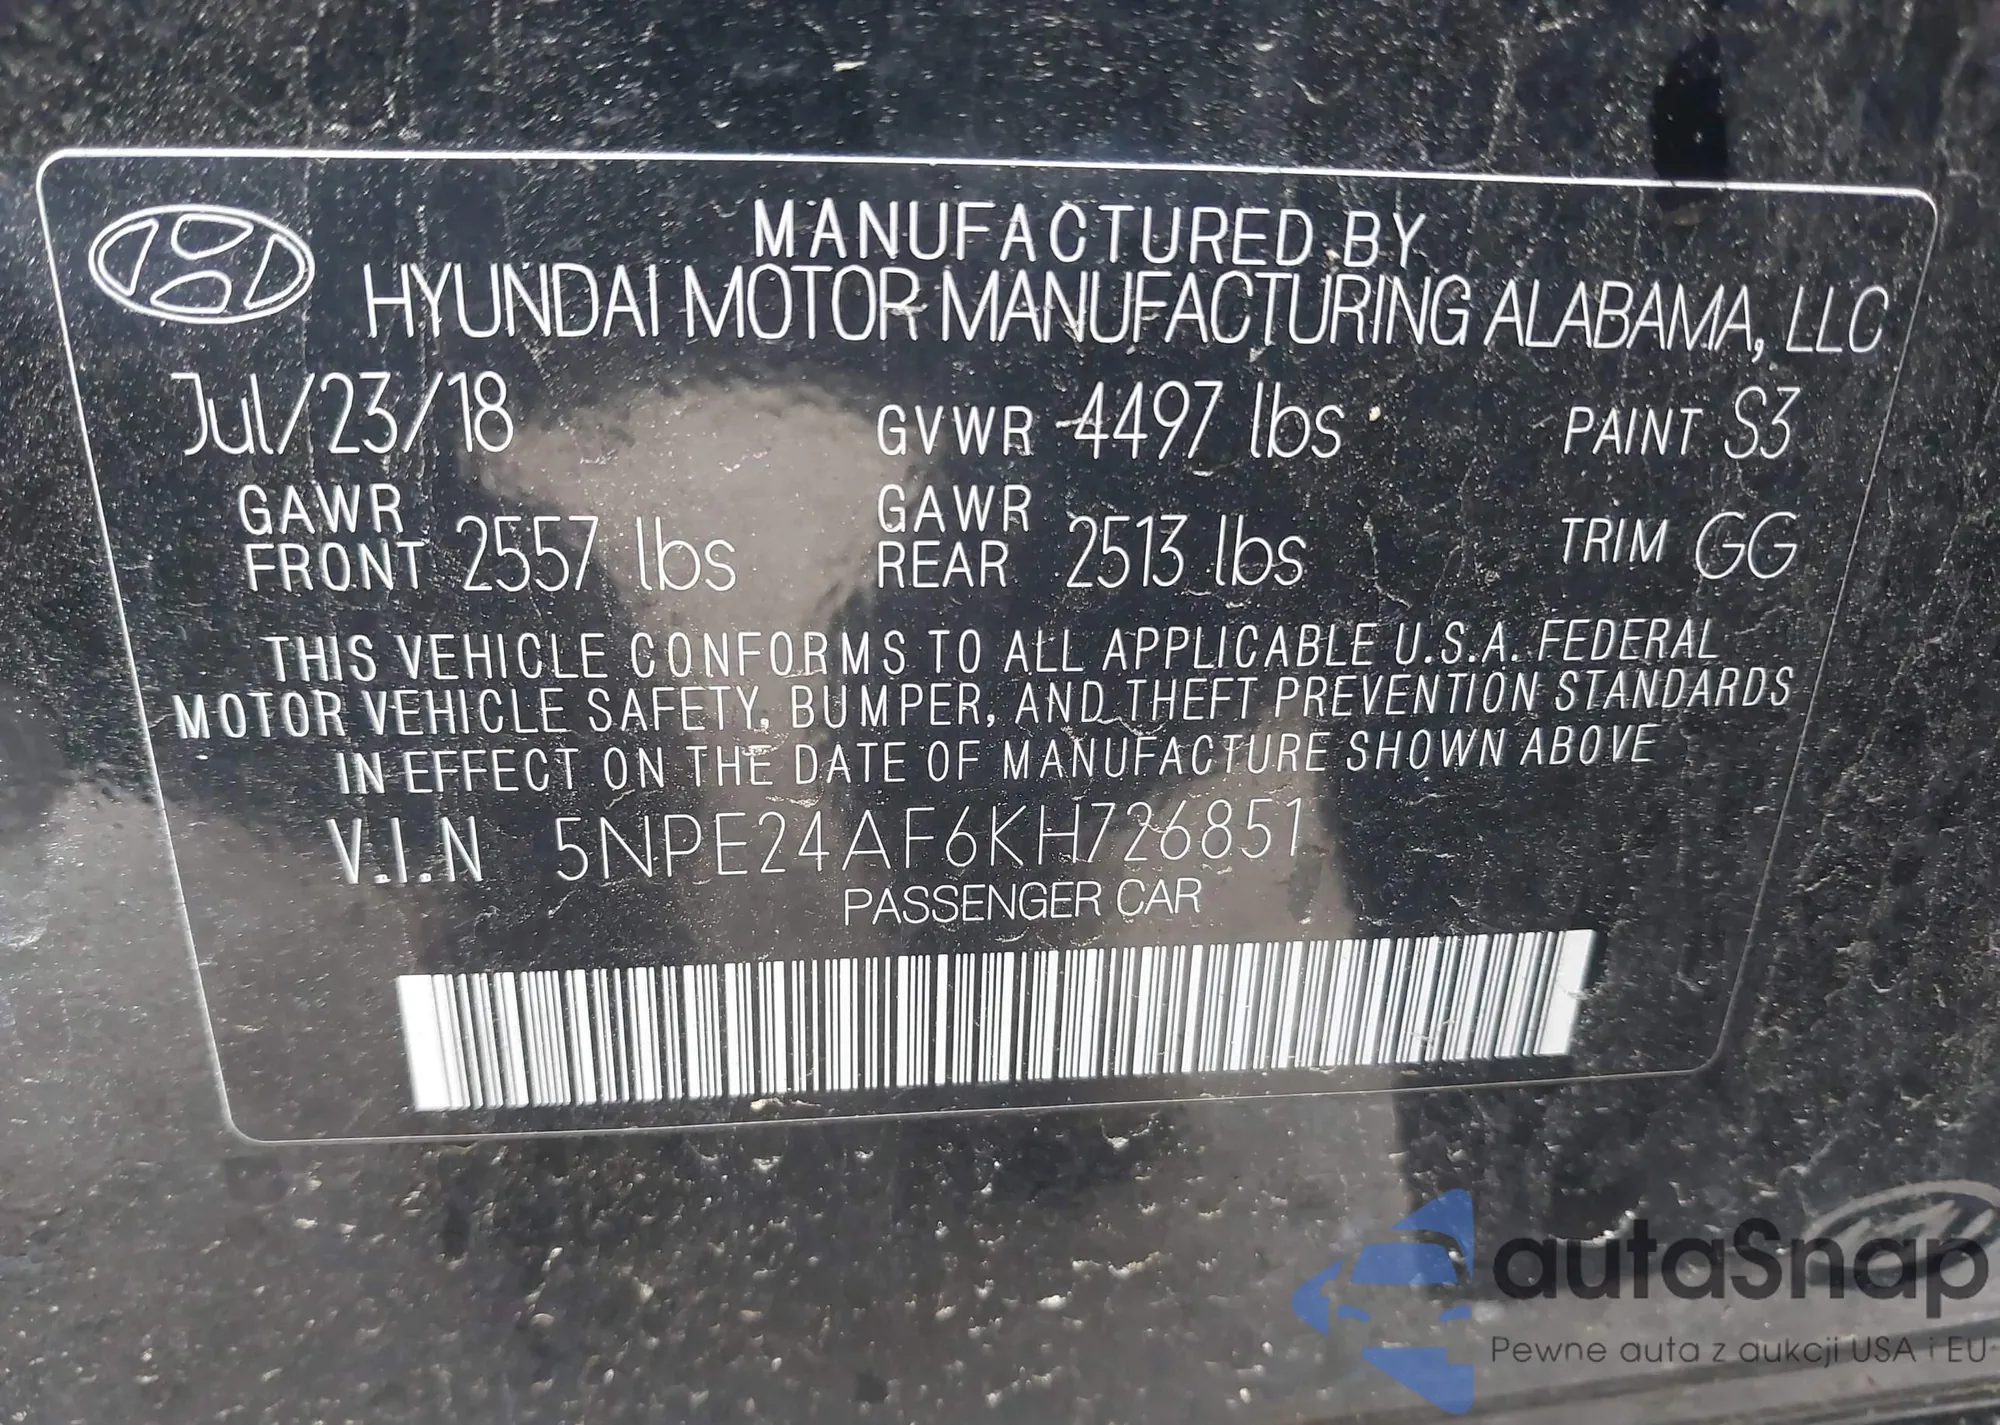 MANUFACTURED BY
HYUNDAI MOTOR MANUFACTURING ALABAMA, LLC
Jul/23/18 GVWR 4497 lbs PAINT S3
GAWR FRONT 2557 lbs GAWR REAR 2513 lbs TRIM GG
THIS VEHICLE CONFORMS TO ALL APPLICABLE U.S.A. FEDERAL
MOTOR VEHICLE SAFETY, BUMPER, AND THEFT PREVENTION STANDARDS
IN EFFECT ON THE DATE OF MANUFACTURE SHOWN ABOVE
V.I.N 5NPE24AF6KH726851
PASSENGER CAR
autaSnap
Pewne auta z aukcji USA i EU